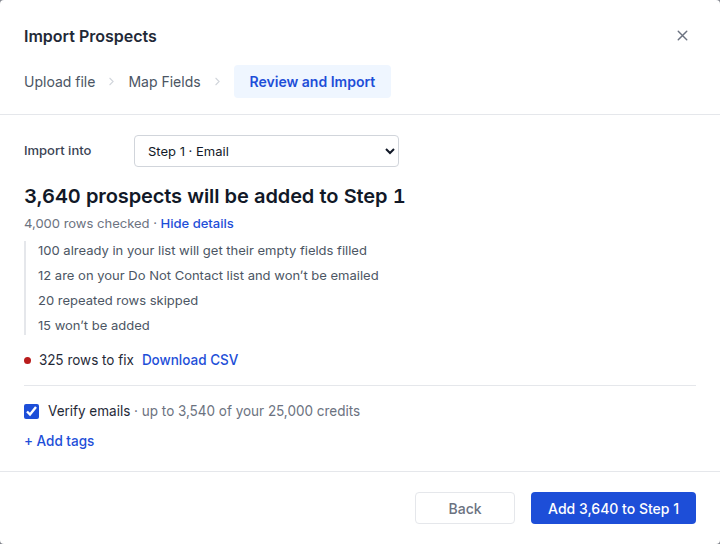 Import Prospects
Upload file
Map Fields
Review and Import
Import into
Step 1 · Email
3,640 prospects will be added to Step 1
4,000 rows checked · Hide details
100 already in your list will get their empty fields filled
12 are on your Do Not Contact list and won’t be emailed
20 repeated rows skipped
15 won’t be added
325 rows to fix Download CSV
Verify emails · up to 3,540 of your 25,000 credits
+ Add tags
Back
Add 3,640 to Step 1